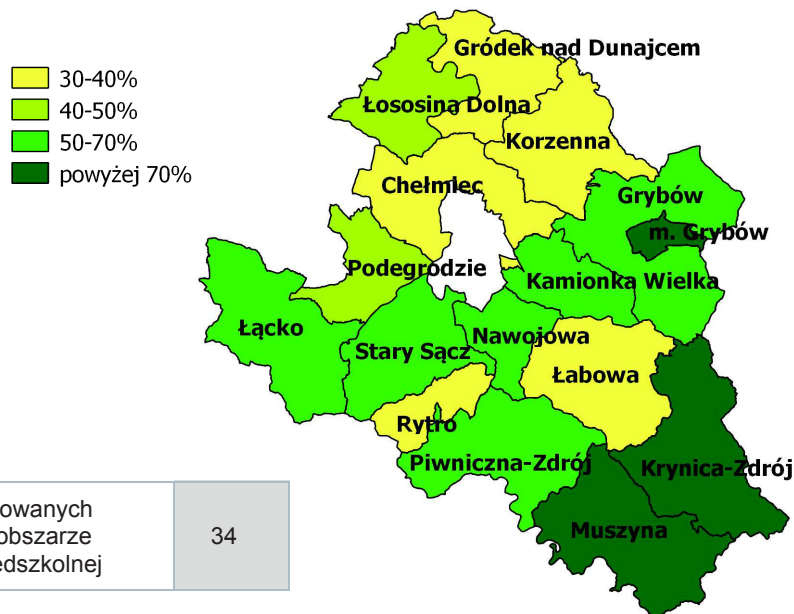 30-40%
40-50%
50-70%
powyżej 70%
Gródek nad Dunajcem
Łososina Dolna
Korzenna
Chełmiec
Grybów
m. Grybów
Podegrodzie
Kamionka Wielka
Łącko
Nawojowa
Stary Sącz
Łabowa
Rytro
Piwniczna-Zdrój
Krynica-Zdrój
Muszyna
owanych
obszarze
edszkolnej
34